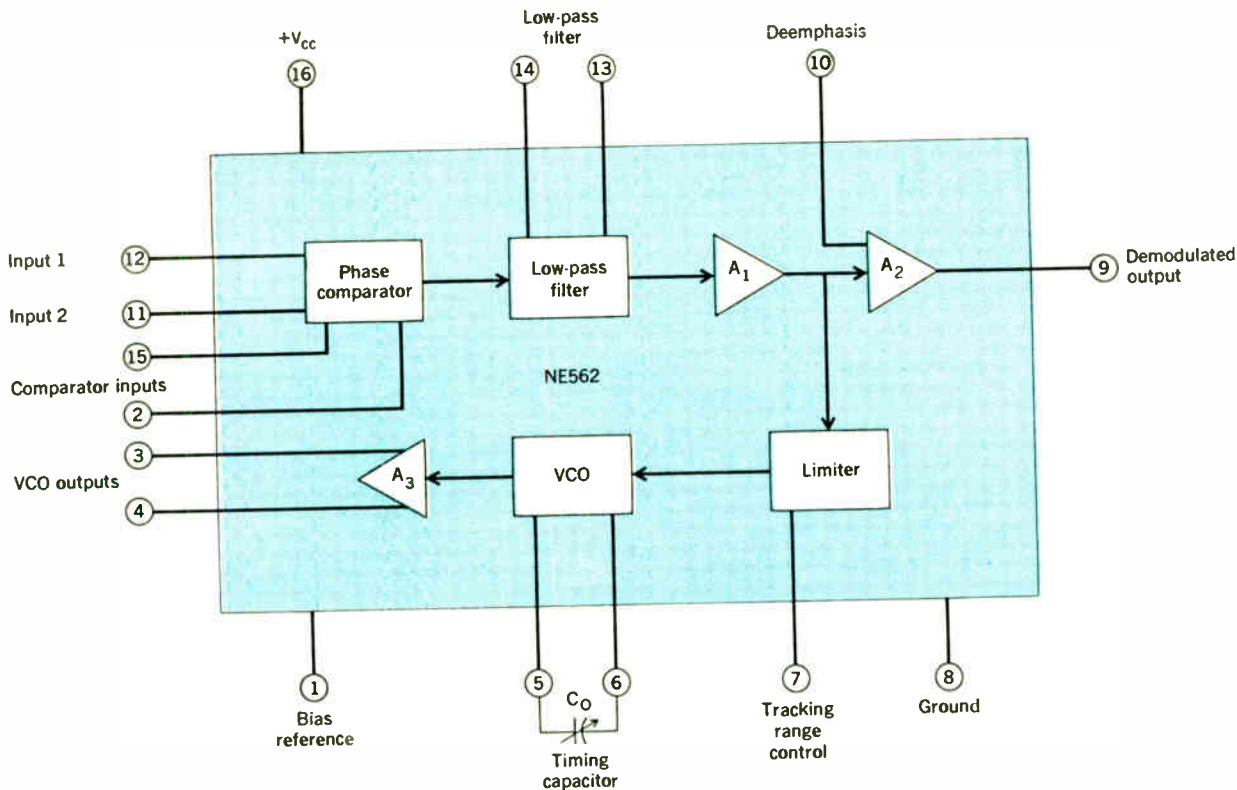 +Vcc
16
Low-pass
filter
14
13
Deemphasis
10
Input 1
12
Input 2
11
15
Comparator inputs
2
3
VCO outputs
4
Phase
comparator
Low-pass
filter
A1
A2
9
Demodulated
output
NE562
A3
VCO
Limiter
1
Bias
reference
5
6
CO
Timing
capacitor
7
Tracking
range
control
8
Ground